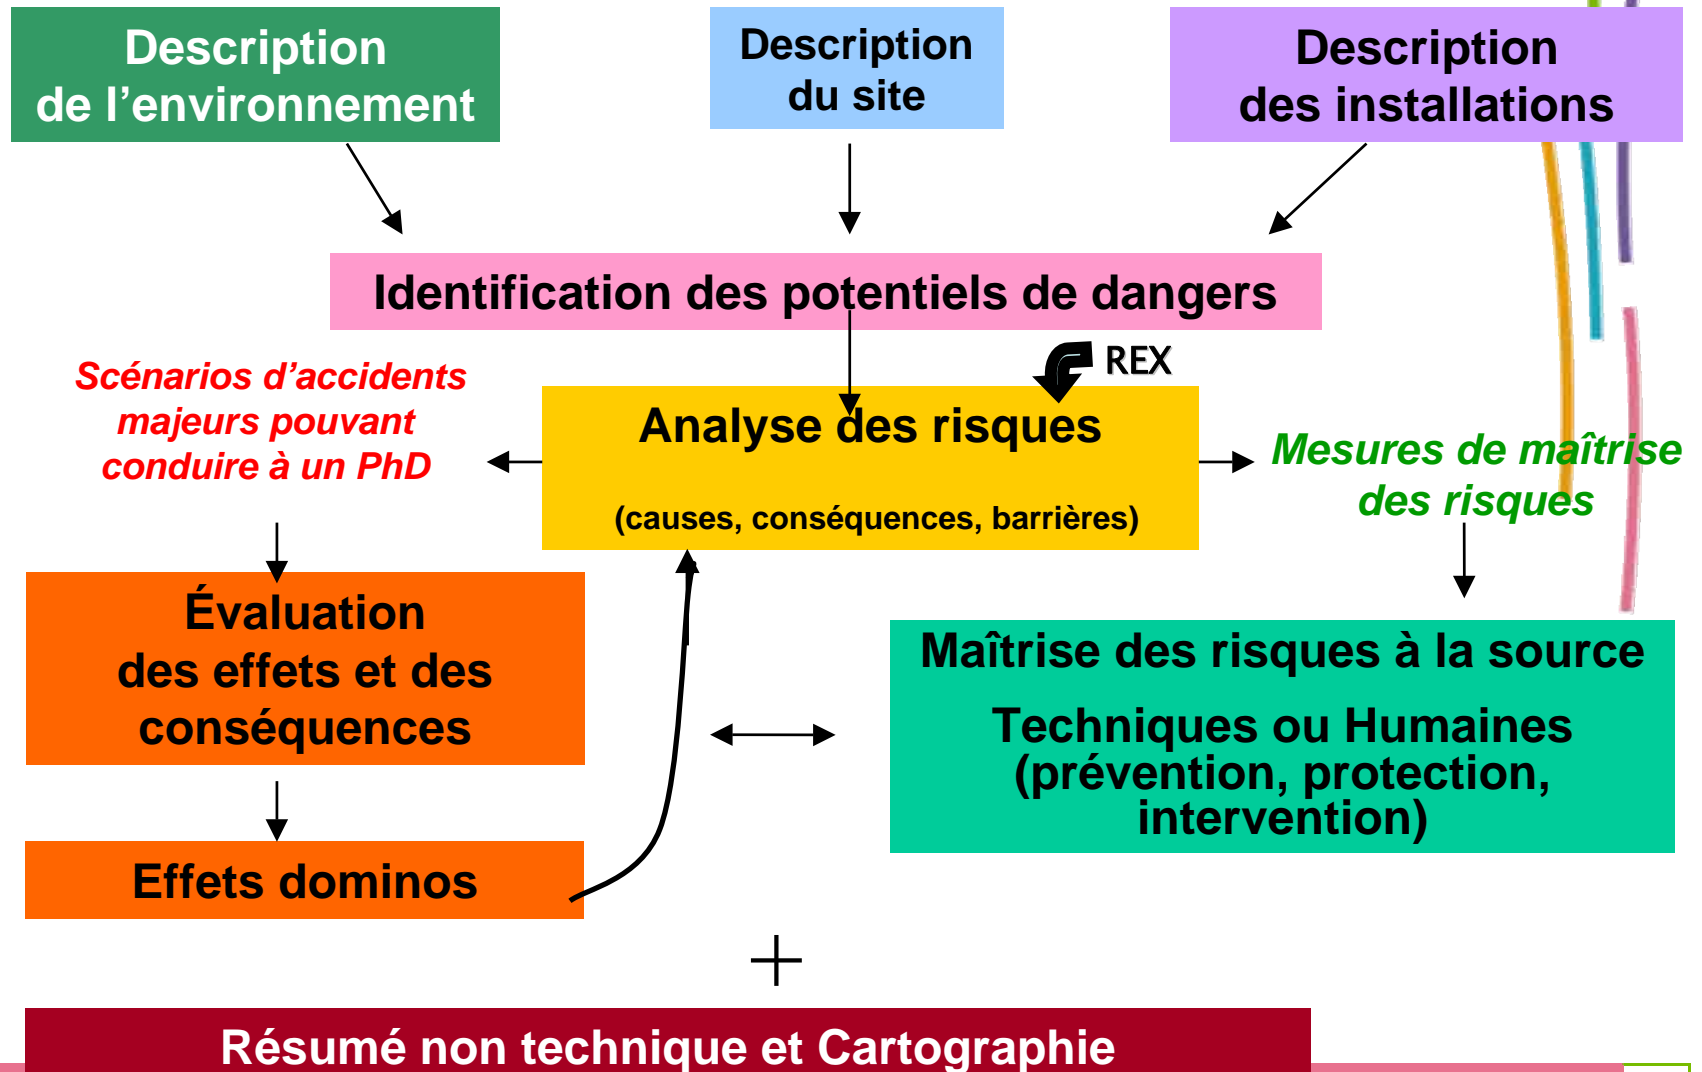 Description
de l’environnement
Description
du site
Description
des installations
Identification des potentiels de dangers
REX
Scénarios d’accidents
majeurs pouvant
conduire à un PhD
Analyse des risques
(causes, conséquences, barrières)
Mesures de maîtrise
des risques
Évaluation
des effets et des
conséquences
Maîtrise des risques à la source
Techniques ou Humaines
(prévention, protection,
intervention)
Effets dominos
+
Résumé non technique et Cartographie